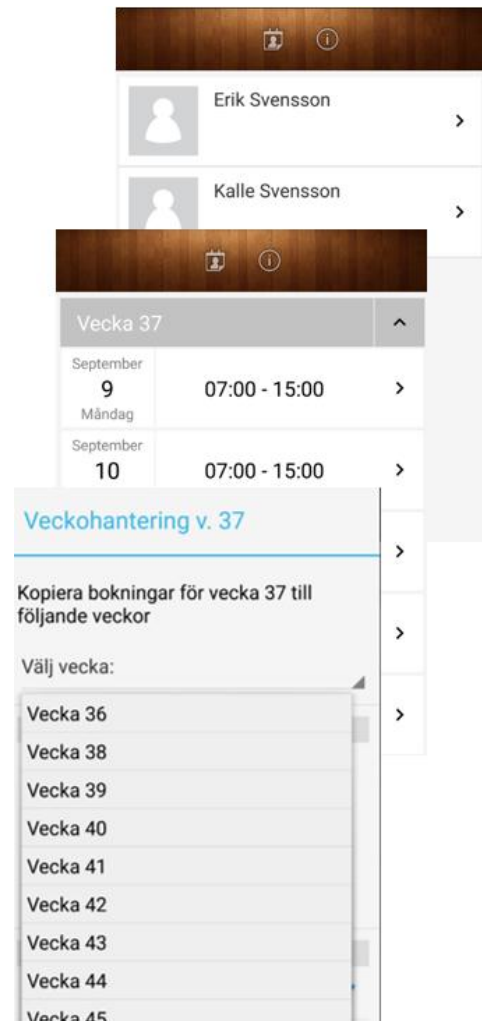 Erik Svensson
Kalle Svensson
Vecka 37
September
9
Måndag
07:00 - 15:00
September
10
07:00 - 15:00
Veckohantering v. 37
Kopiera bokningar för vecka 37 till
följande veckor
Välj vecka:
Vecka 36
Vecka 38
Vecka 39
Vecka 40
Vecka 41
Vecka 42
Vecka 43
Vecka 44
Vecka 45